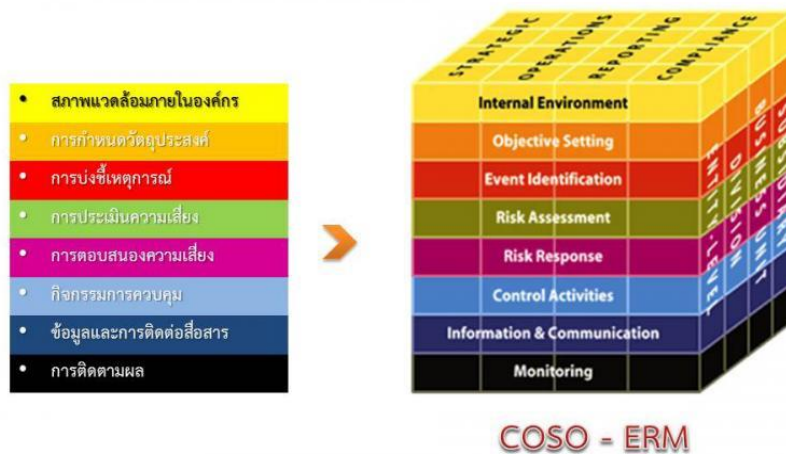 • สภาพแวดล้อมภายในองค์กร
• การกำหนดวัตถุประสงค์
• การบ่งชี้เหตุการณ์
• การประเมินความเสี่ยง
• การตอบสนองความเสี่ยง
• กิจกรรมการควบคุม
• ข้อมูลและการติดต่อสื่อสาร
• การติดตามผล
STRATEGIC
OPERATIONS
REPORTING
COMPLIANCE
Internal Environment
Objective Setting
Event Identification
Risk Assessment
Risk Response
Control Activities
Information & Communication
Monitoring
ENTITY-LEVEL
DIVISION
BUSINESS UNIT
SUBSIDIARY
COSO - ERM